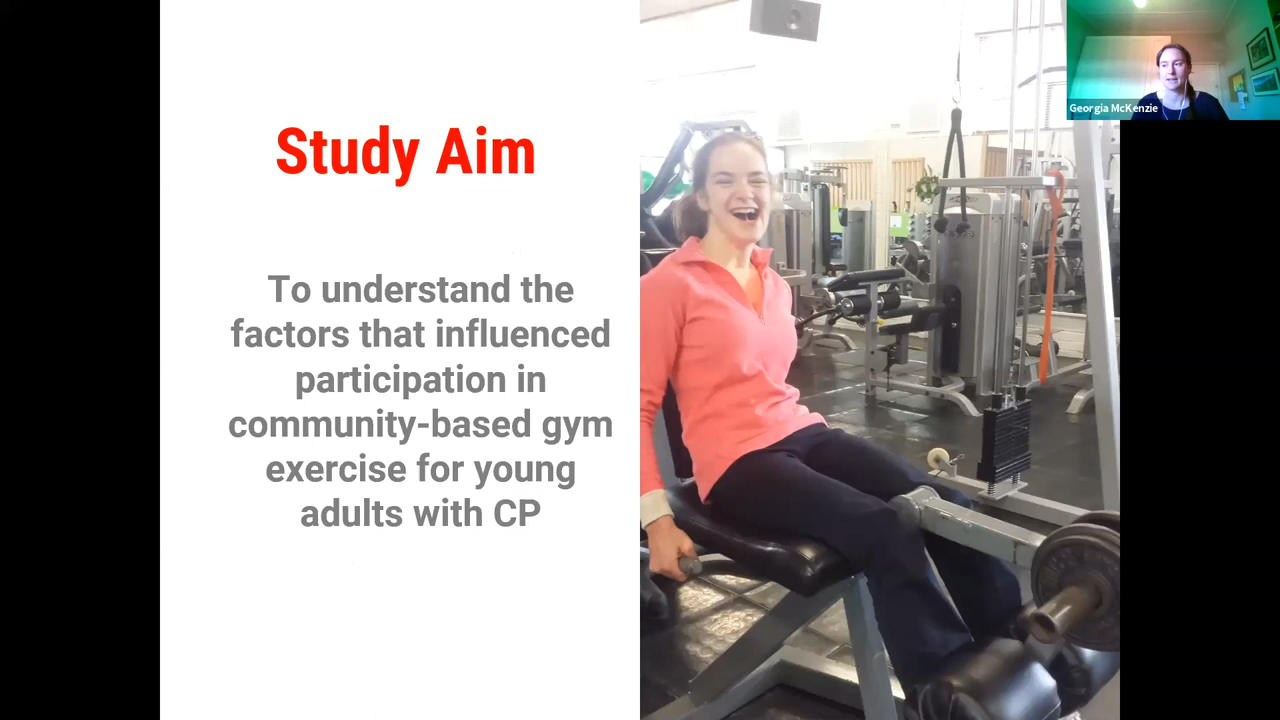 Study Aim
To understand the
factors that influenced
participation in
community-based gym
exercise for young
adults with CP
Georgia McKenzie